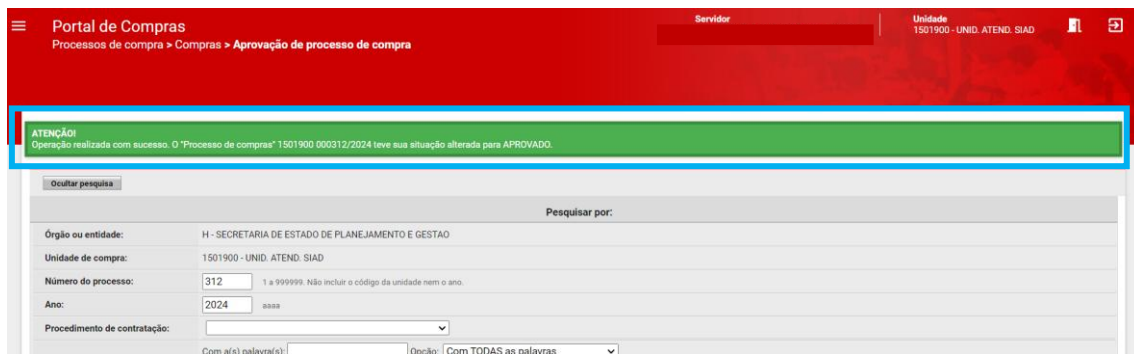 Portal de Compras
Processos de compra > Compras > Aprovação de processo de compra
Servidor
Unidade
1501900 - UNID. ATEND. SIAD
ATENÇÃO!
Operação realizada com sucesso. O "Processo de compras" 1501900 000312/2024 teve sua situação alterada para APROVADO.
Ocultar pesquisa
Pesquisar por:
Órgão ou entidade: H - SECRETARIA DE ESTADO DE PLANEJAMENTO E GESTAO
Unidade de compra: 1501900 - UNID. ATEND. SIAD
Número do processo: 312 1 a 999999. Não incluir o código da unidade nem o ano.
Ano: 2024 aaaa
Procedimento de contratação:
Com a(s) palavra(s): Opção: Com TODAS as palavras